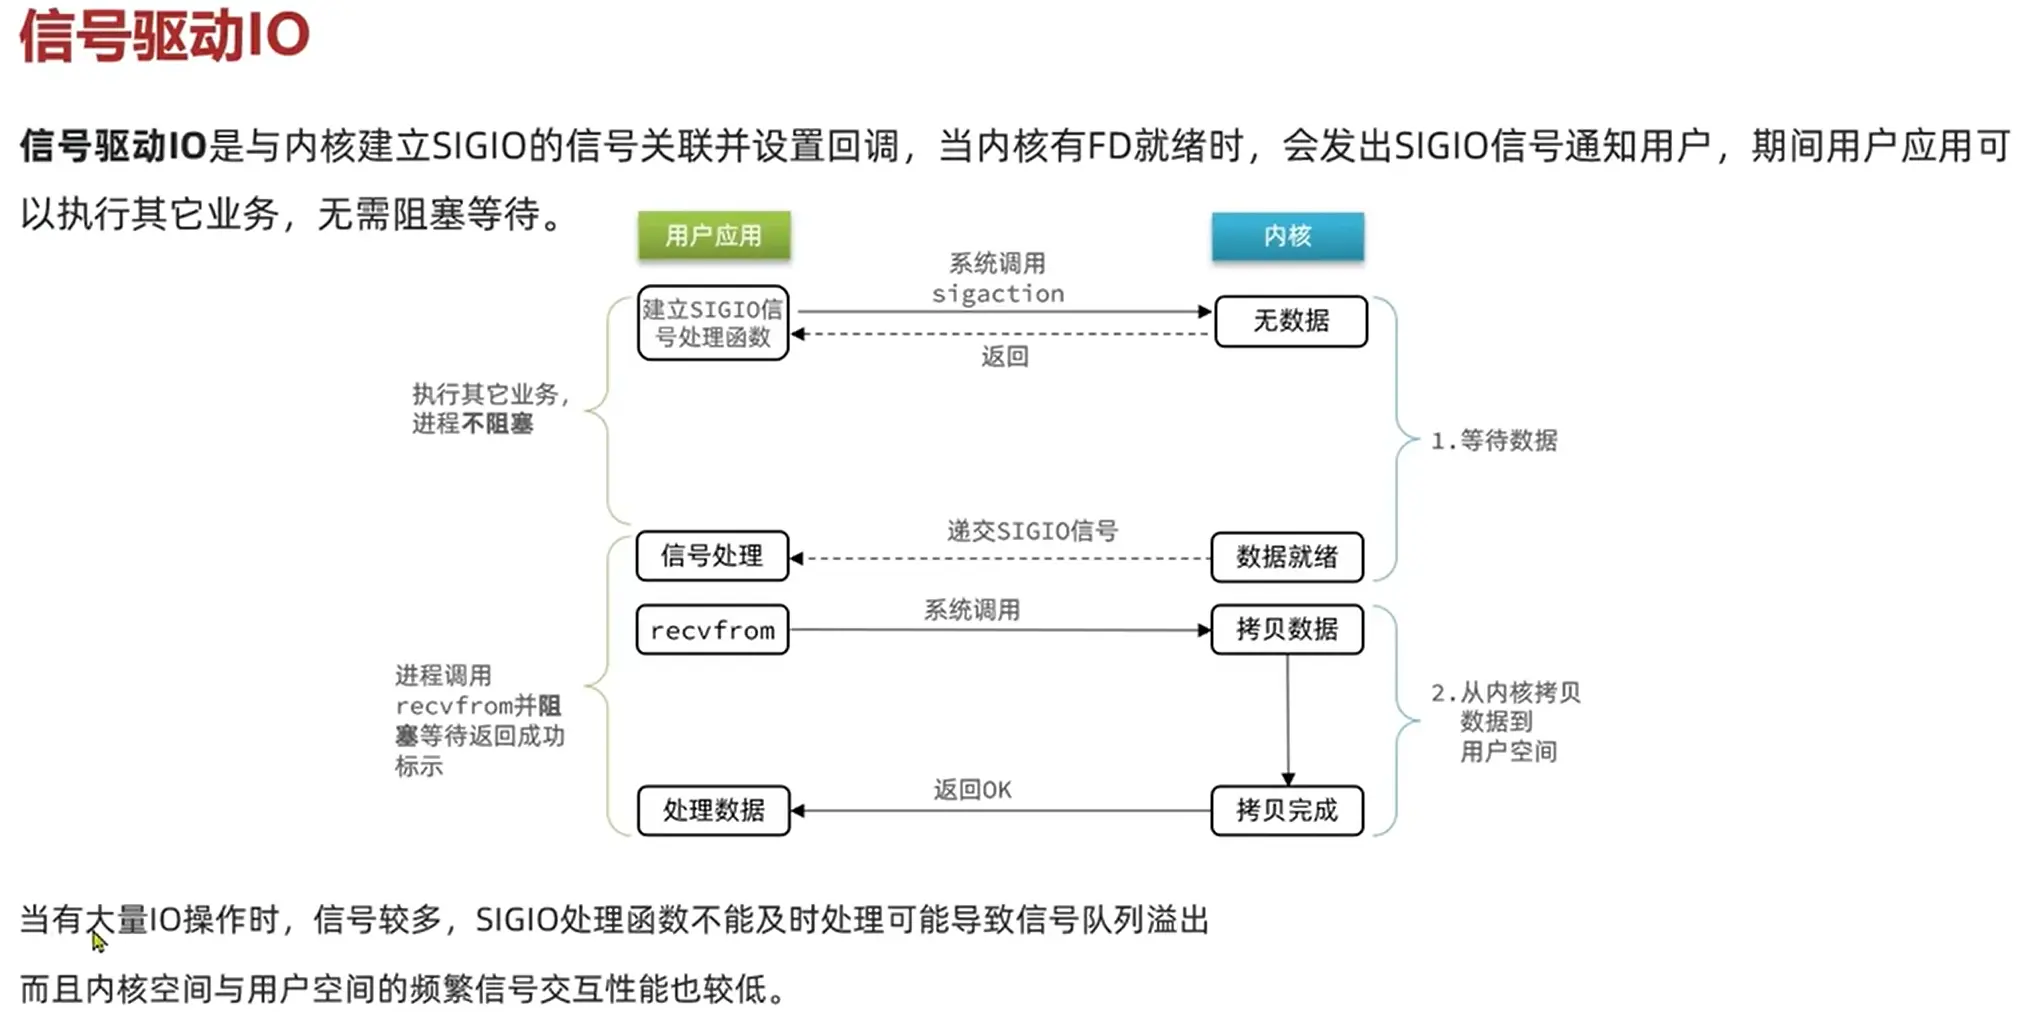 信号驱动IO
信号驱动IO是与内核建立SIGIO的信号关联并设置回调，当内核有FD就绪时，会发出SIGIO信号通知用户，期间用户应用可
以执行其它业务，无需阻塞等待。
用户应用
内核
系统调用
sigaction
建立SIGIO信
号处理函数
无数据
返回
执行其它业务，
进程不阻塞
1.等待数据
递交SIGIO信号
信号处理
数据就绪
系统调用
recvfrom
拷贝数据
进程调用
recvfrom并阻
塞等待返回成功
标示
2.从内核拷贝
数据到
用户空间
返回OK
处理数据
拷贝完成
当有大量IO操作时，信号较多，SIGIO处理函数不能及时处理可能导致信号队列溢出
而且内核空间与用户空间的频繁信号交互性能也较低。